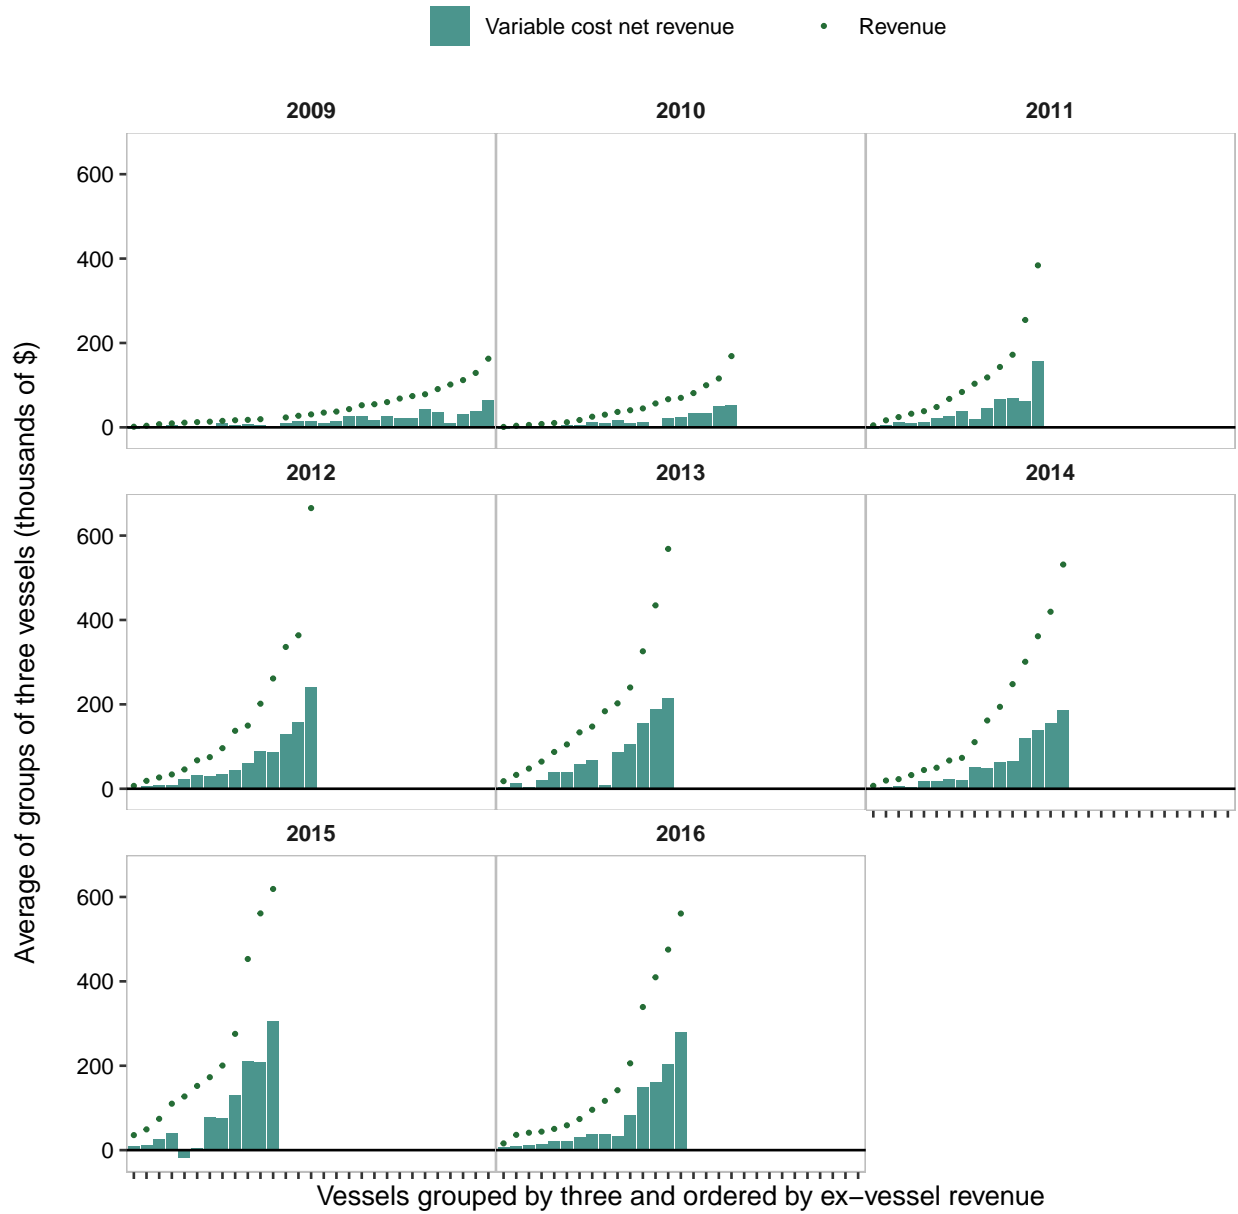 Variable cost net revenue Revenue
2009 2010 2011
600
400
200
0
2012 2013 2014
600
400
200
0
2015 2016
600
400
200
0
Average of groups of three vessels (thousands of $)
Vessels grouped by three and ordered by ex−vessel revenue